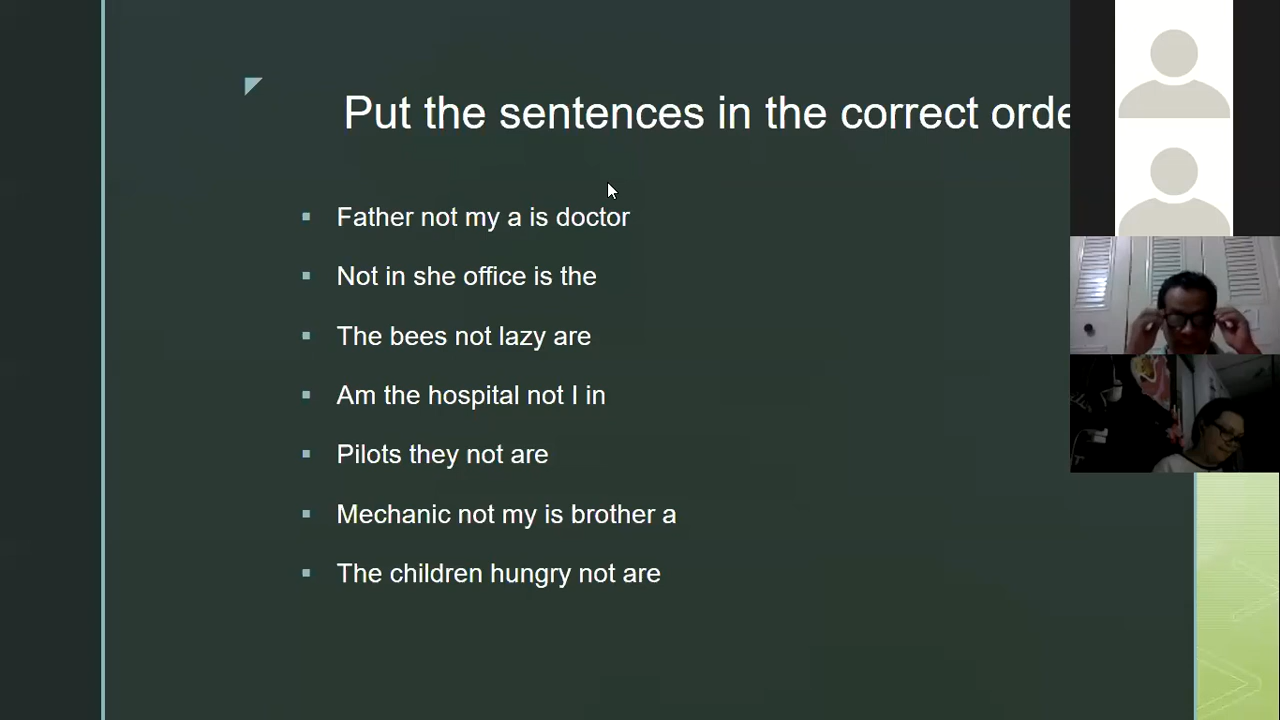 Put the sentences in the correct orde
Father not my a is doctor
Not in she office is the
The bees not lazy are
Am the hospital not I in
Pilots they not are
Mechanic not my is brother a
The children hungry not are